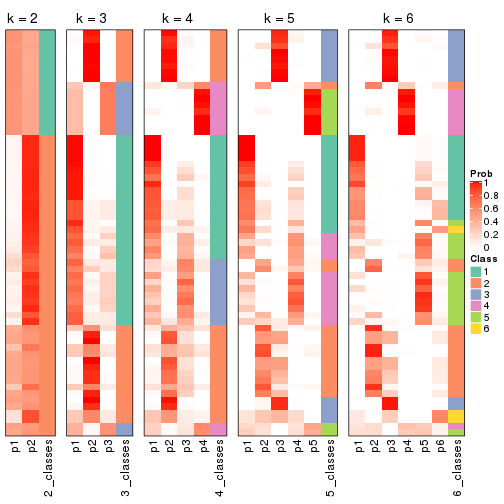 k = 2
k = 3
k = 4
k = 5
k = 6
p1
p2
2_classes
p1
p2
p3
3_classes
p1
p2
p3
p4
4_classes
p1
p2
p3
p4
p5
5_classes
p1
p2
p3
p4
p5
p6
6_classes
Prob
1
0.8
0.6
0.4
0.2
0
Class
1
2
3
4
5
6